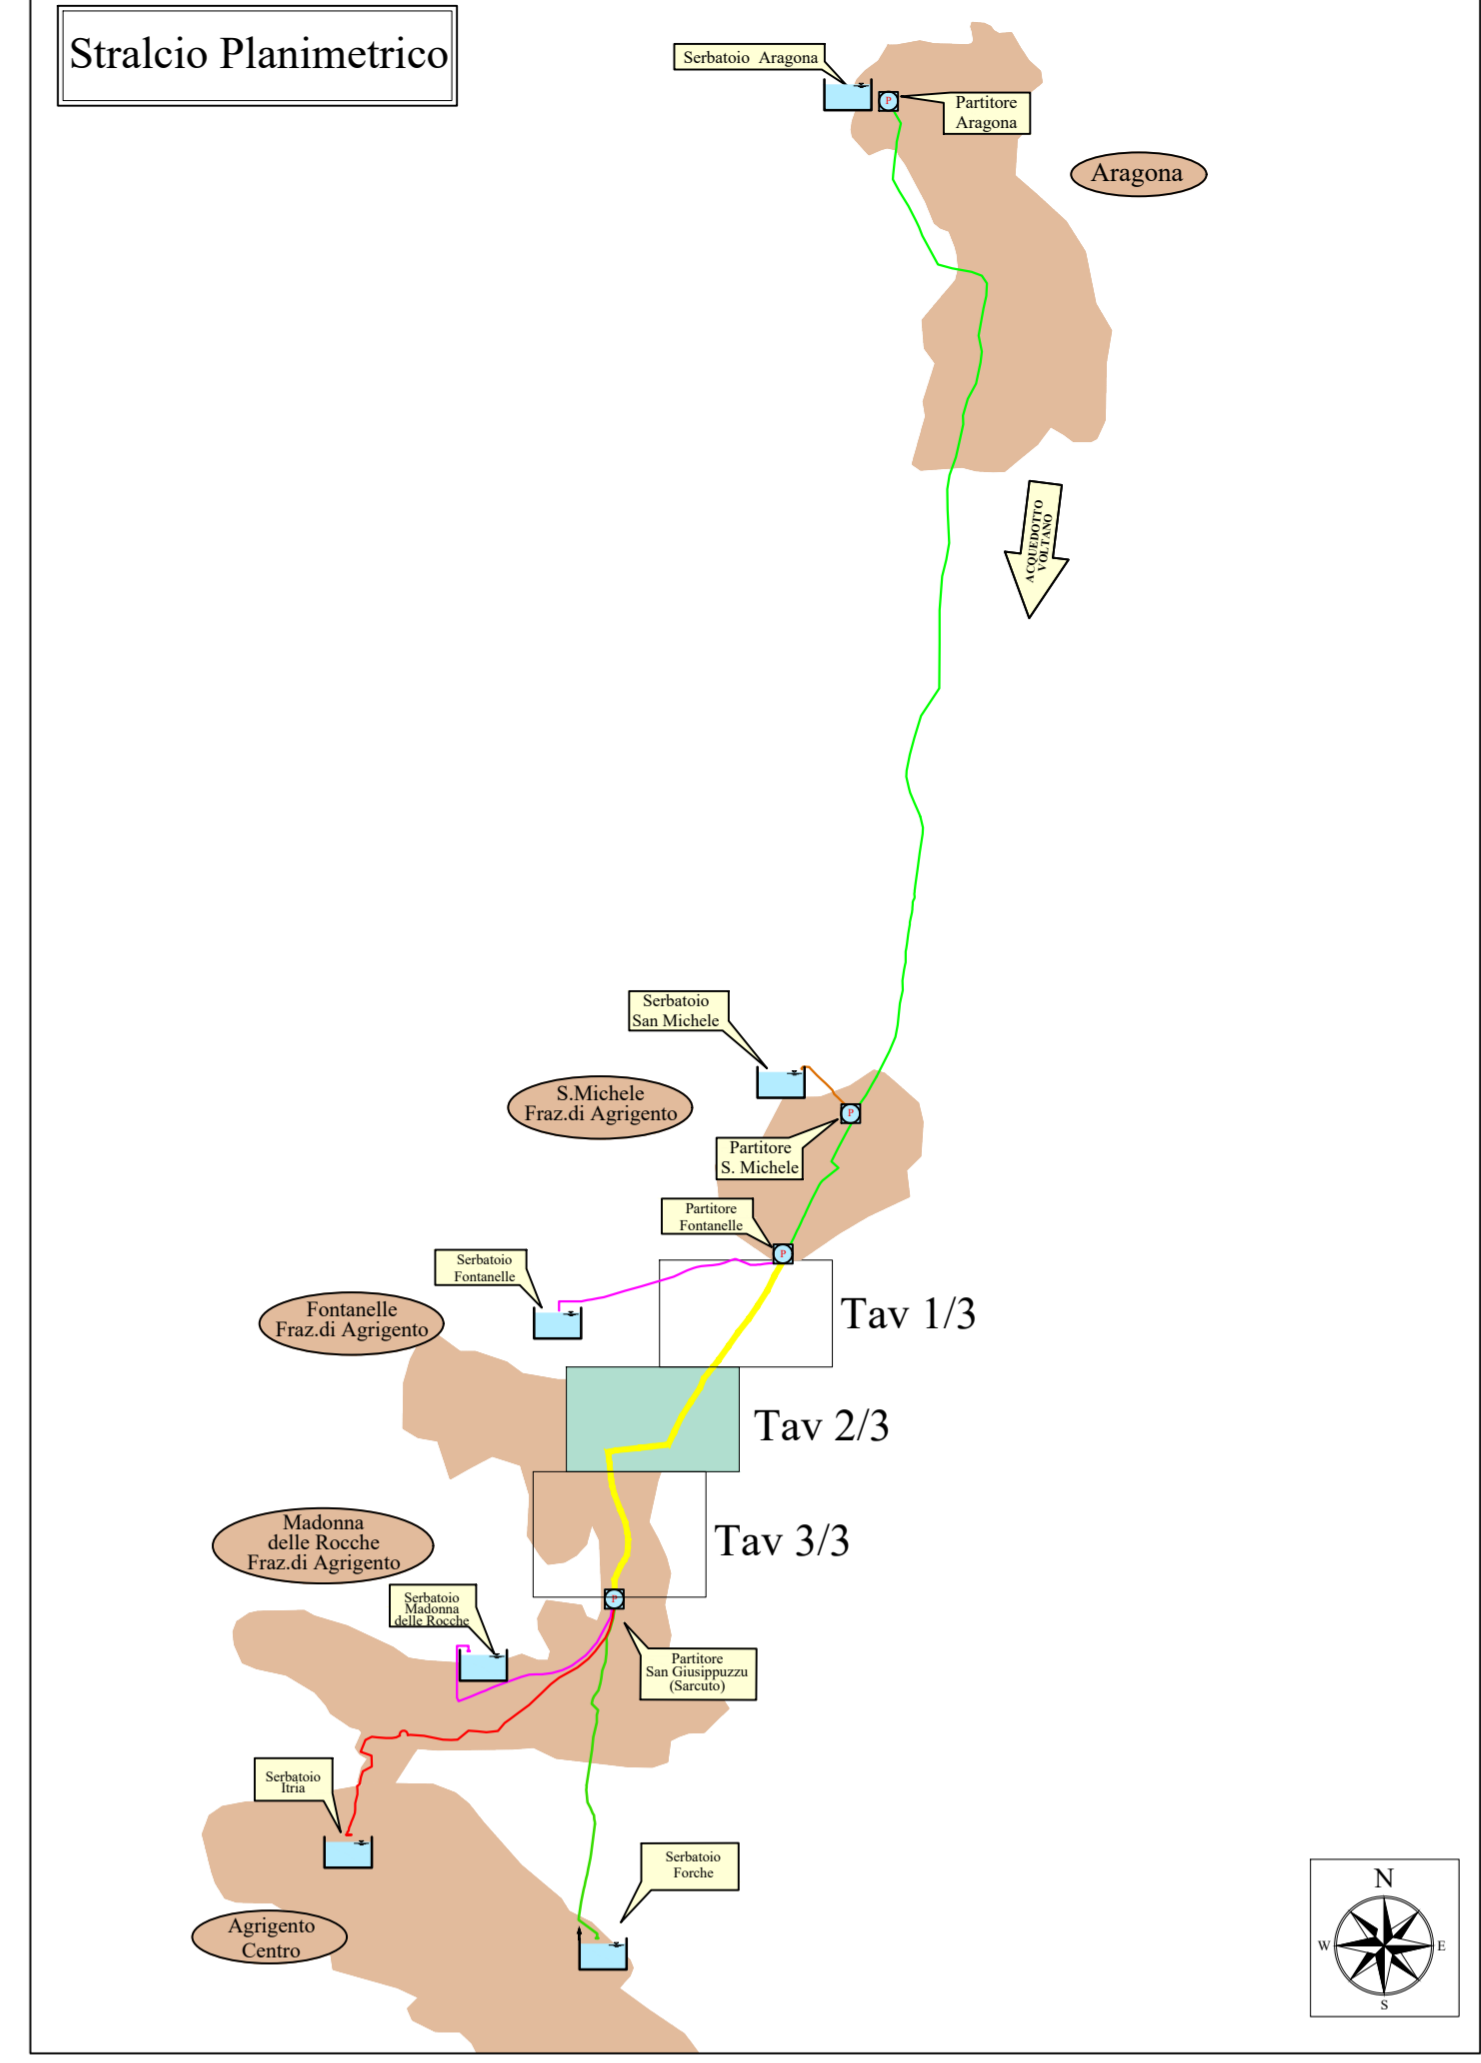 Stralcio Planimetrico
Serbatoio Aragona
P
Partitore
Aragona
Aragona
ACQUEDOTTO
VOLTANO
Serbatoio
San Michele
S.Michele
Fraz.di Agrigento
P
Partitore
S. Michele
Partitore
Fontanelle
P
Serbatoio
Fontanelle
Fontanelle
Fraz.di Agrigento
Tav 1/3
Tav 2/3
Tav 3/3
Madonna
delle Rocche
Fraz.di Agrigento
Serbatoio
Madonna
delle Rocche
P
Partitore
San Giusippuzzu
(Sarcuto)
Serbatoio
Itria
Serbatoio
Forche
Agrigento
Centro
N
W
E
S